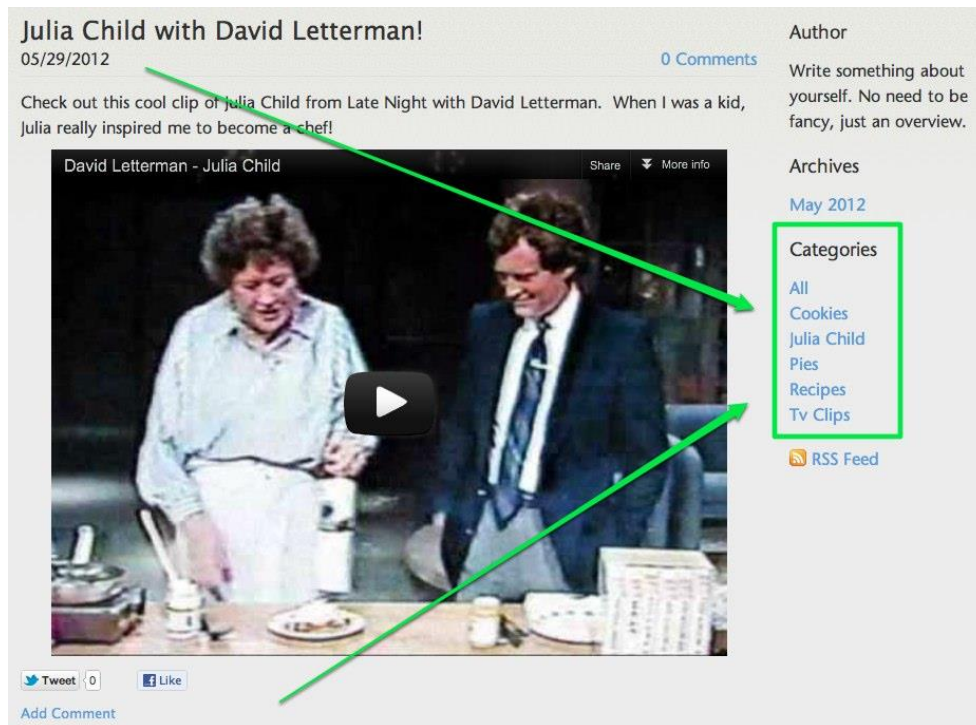 Julia Child with David Letterman!
05/29/2012
0 Comments
Check out this cool clip of Julia Child from Late Night with David Letterman.  When I was a kid,
Julia really inspired me to become a chef!
David Letterman - Julia Child
Share
More info
Tweet
0
Like
Add Comment
Author
Write something about
yourself. No need to be
fancy, just an overview.
Archives
May 2012
Categories
All
Cookies
Julia Child
Pies
Recipes
Tv Clips
RSS Feed